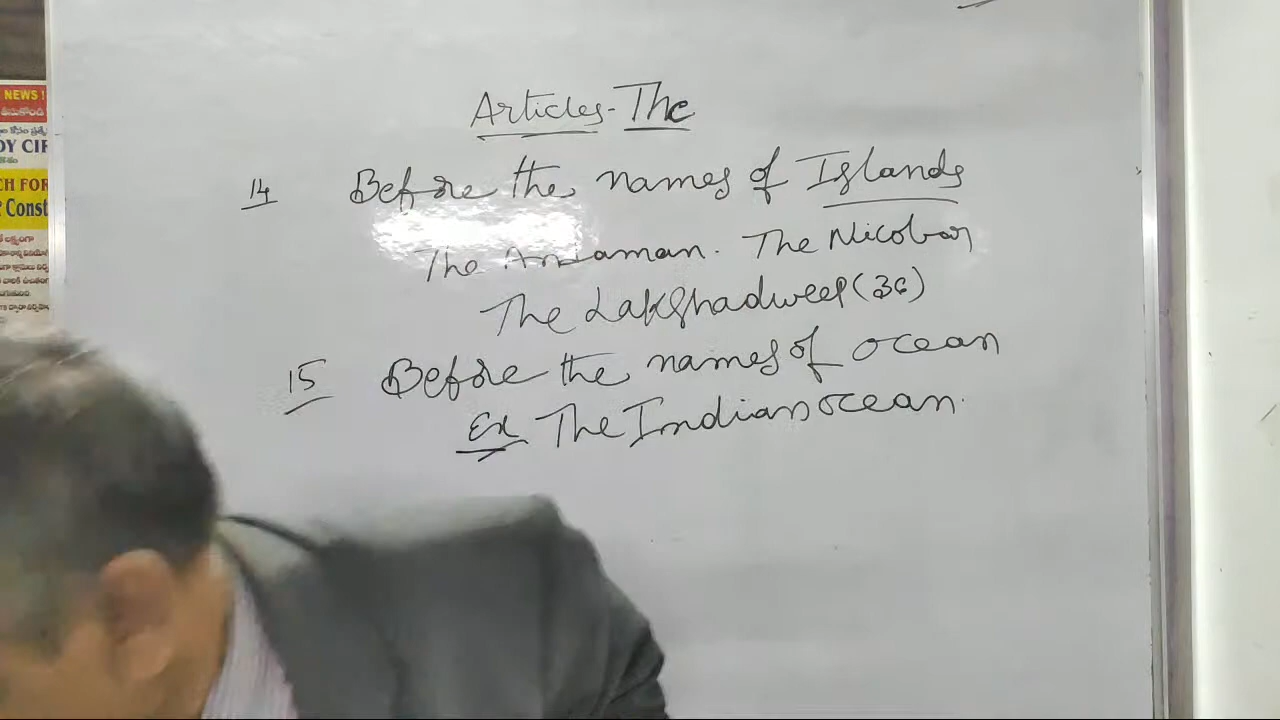 NEWS !
DY CIR
CH FOR
Const
Articles - The
14 Before the names of Islands
The Andaman. The Nicobar
The Lakshadweep (36)
15 Before the names of ocean
Ex The Indian ocean.